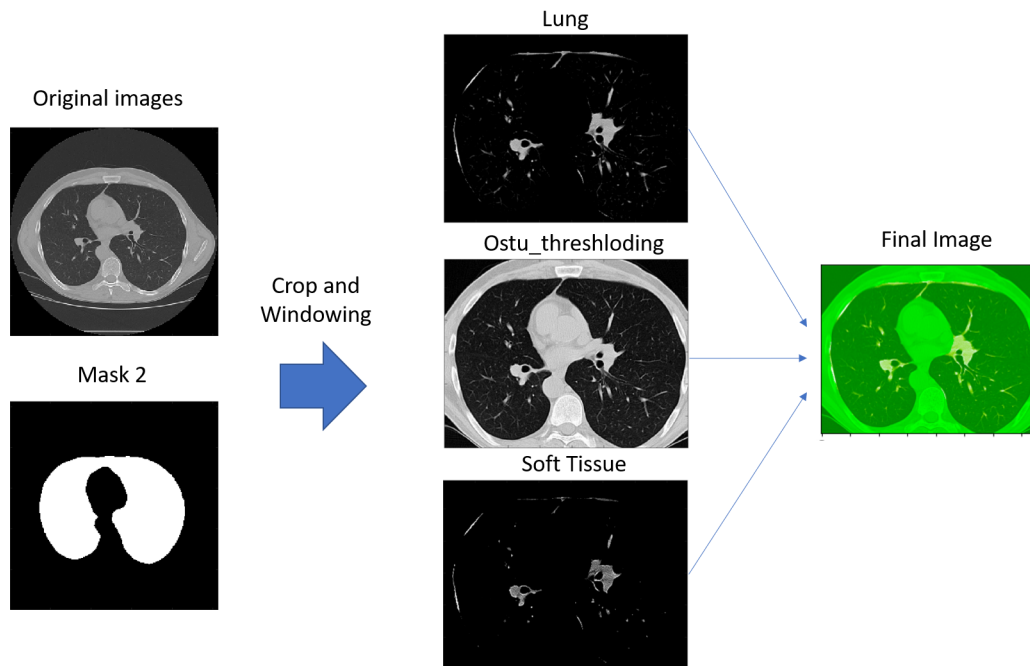 Original images
Mask 2
Crop and
Windowing
Lung
Ostu_threshloding
Soft Tissue
Final Image